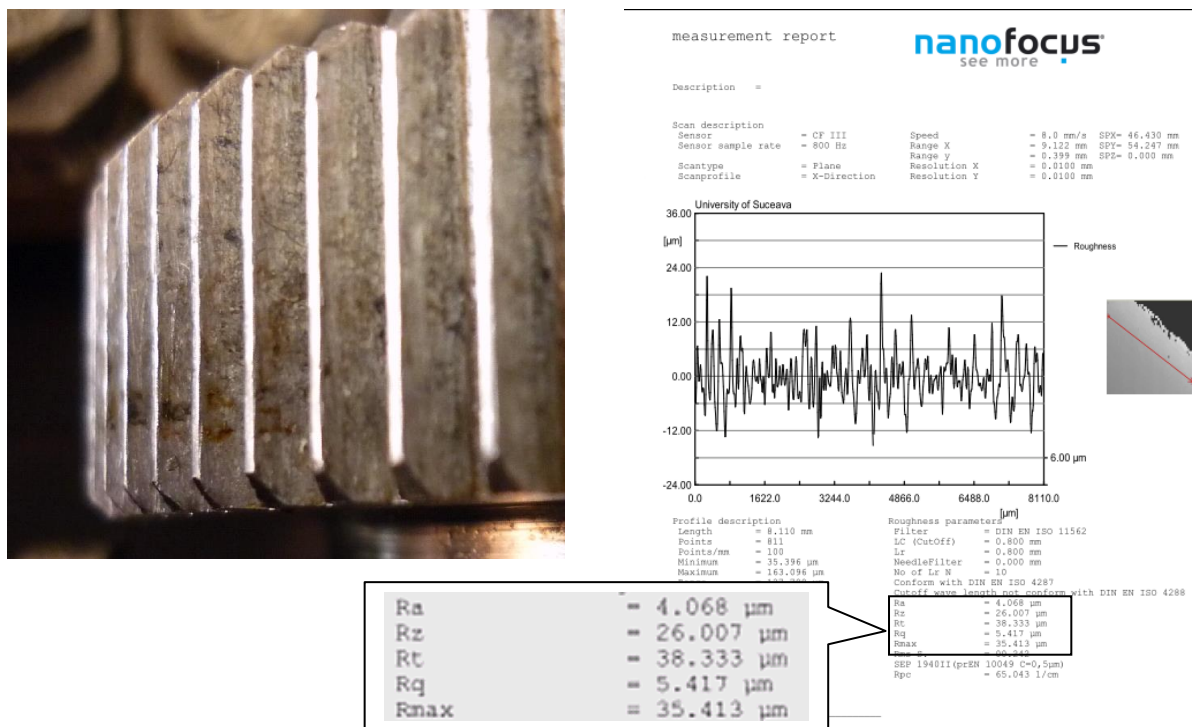 measurement report
nanofocus
see more
Description =
Scan description
Sensor = CF III Speed = 8.0 mm/s SPX= 46.430 mm
Sensor sample rate = 800 Hz Range X = 9.122 mm SPY= 54.247 mm
Range y = 0.399 mm SPZ= 0.000 mm
Scantype = Plane Resolution X = 0.0100 mm
Scanprofile = X-Direction Resolution Y = 0.0100 mm
University of Suceava
36.00
[µm]
Roughness
24.00
12.00
0.00
-12.00
6.00 µm
-24.00
0.0 1622.0 3244.0 4866.0 6488.0 8110.0
[µm]
Profile description
Length = 8.110 mm
Points = 811
Points/mm = 100
Minimum = 35.396 µm
Maximum = 163.096 µm
Roughness parameters
Filter = DIN EN ISO 11562
LC (CutOff) = 0.800 mm
Lr = 0.800 mm
NeedleFilter = 0.000 mm
No of Lr N = 10
Conform with DIN EN ISO 4287
Cutoff wave length not conform with DIN EN ISO 4288
Ra = 4.068 µm
Rz = 26.007 µm
Rt = 38.333 µm
Rq = 5.417 µm
Rmax = 35.413 µm
SEP 1940II(prEN 10049 C=0,5µm)
Rpc = 65.043 1/cm
Ra = 4.068 µm
Rz = 26.007 µm
Rt = 38.333 µm
Rq = 5.417 µm
Rmax = 35.413 µm